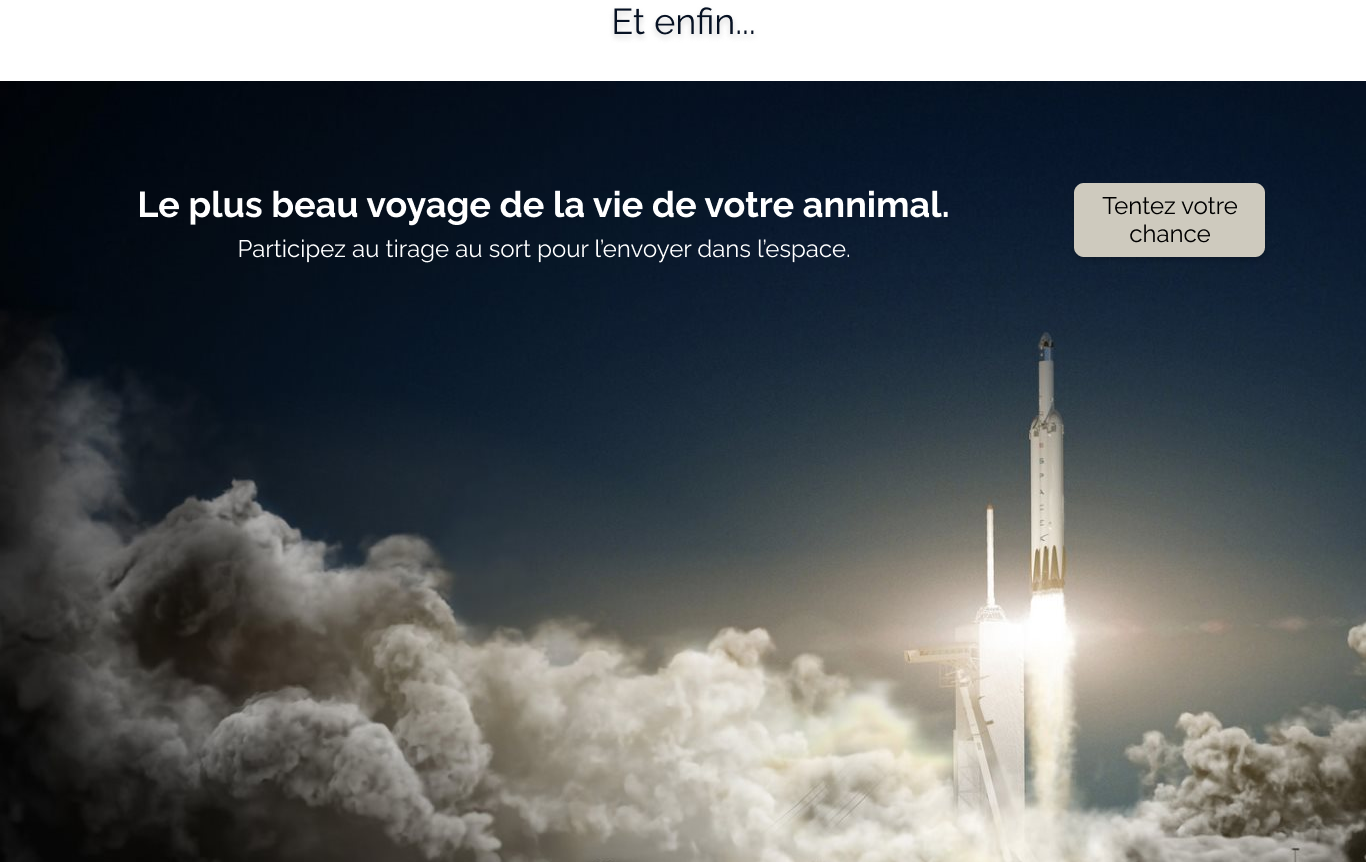 Et enfin...
Le plus beau voyage de la vie de votre annimal.
Participez au tirage au sort pour l'envoyer dans l'espace.
Tentez votre
chance